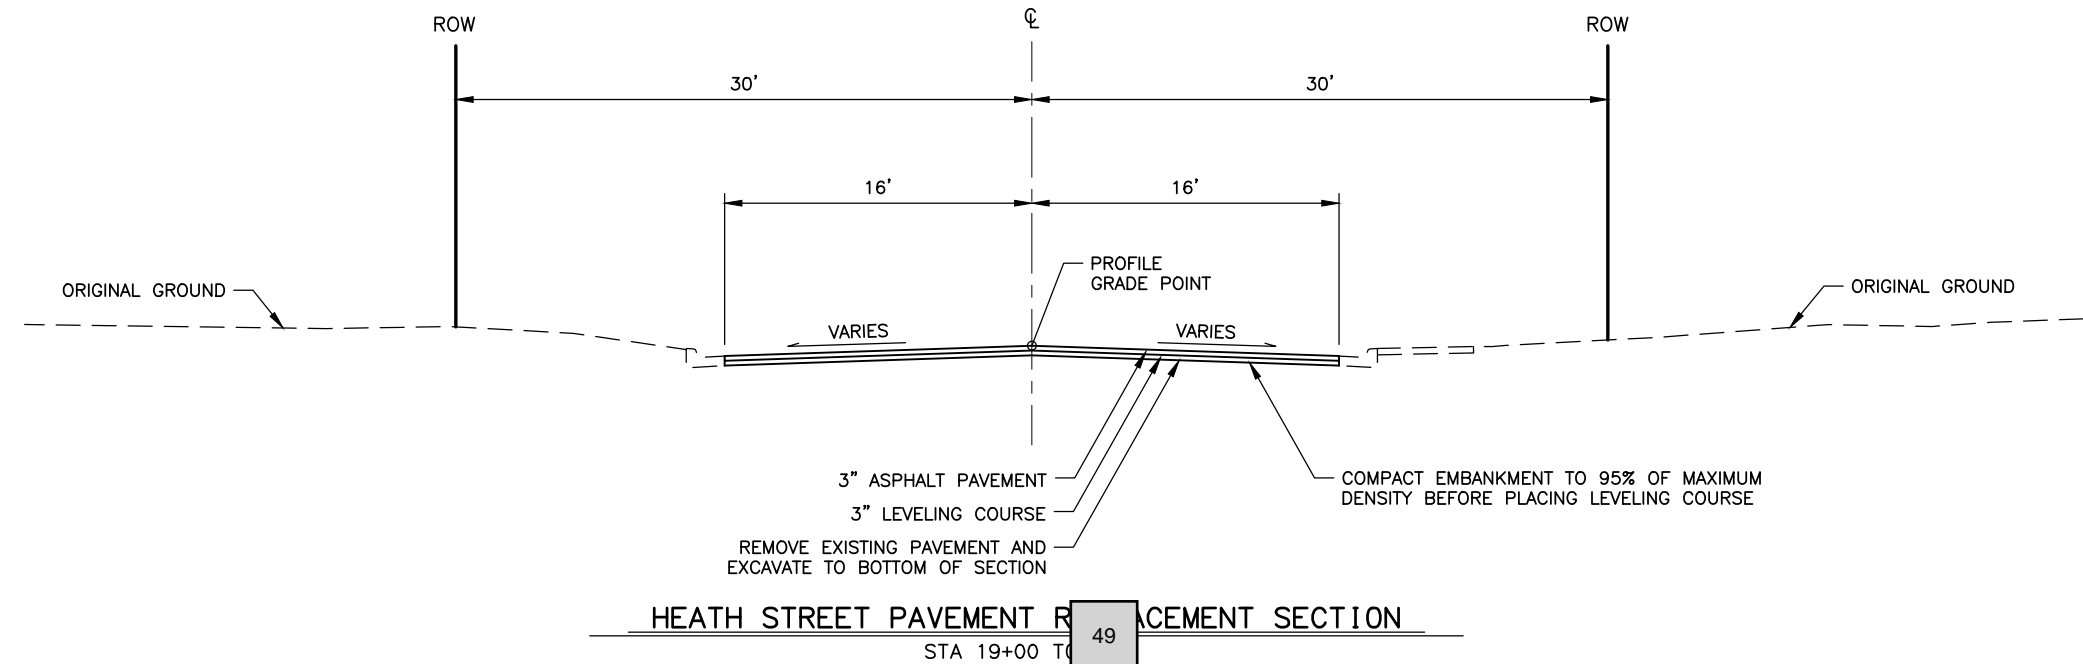 ROW
℄
ROW
30'
30'
16'
16'
PROFILE
GRADE POINT
ORIGINAL GROUND
ORIGINAL GROUND
VARIES
VARIES
3" ASPHALT PAVEMENT
3" LEVELING COURSE
REMOVE EXISTING PAVEMENT AND
EXCAVATE TO BOTTOM OF SECTION
COMPACT EMBANKMENT TO 95% OF MAXIMUM
DENSITY BEFORE PLACING LEVELING COURSE
HEATH STREET PAVEMENT SECTION
49
STA 19+00